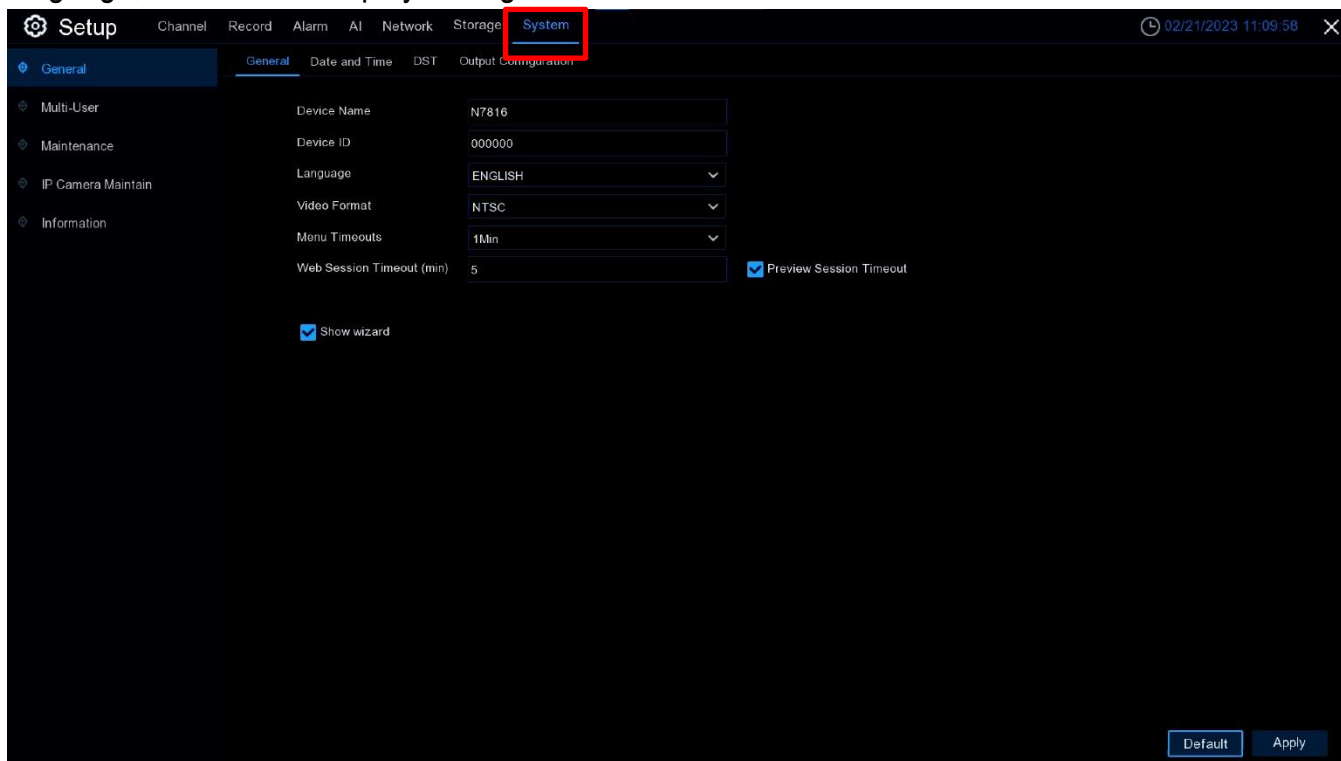 Setup Channel Record Alarm AI Network Storage System 02/21/2023 11:09:58
General
Multi-User
Maintenance
IP Camera Maintain
Information
General Date and Time DST Output Configuration
Device Name N7816
Device ID 000000
Language ENGLISH
Video Format NTSC
Menu Timeouts 1Min
Web Session Timeout (min) 5 Preview Session Timeout
Show wizard
Default Apply